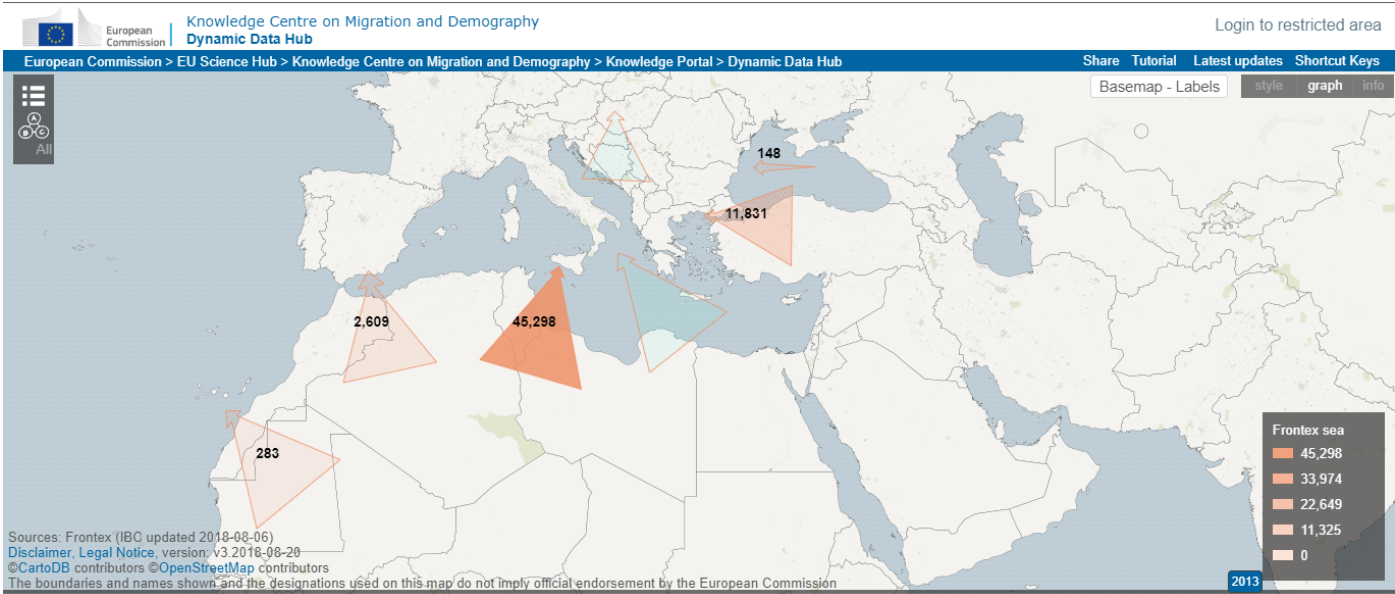 European Commission
Knowledge Centre on Migration and Demography
Dynamic Data Hub
Login to restricted area
European Commission > EU Science Hub > Knowledge Centre on Migration and Demography > Knowledge Portal > Dynamic Data Hub
Share Tutorial Latest updates Shortcut Keys
Basemap - Labels
style graph info
A
B C
All
148
11,831
2,609
45,298
283
Frontex sea
45,298
33,974
22,649
11,325
0
Sources: Frontex (IBC updated 2018-08-06)
Disclaimer, Legal Notice, version: v3.2018-08-20
©CartoDB contributors ©OpenStreetMap contributors
The boundaries and names shown and the designations used on this map do not imply official endorsement by the European Commission
2013